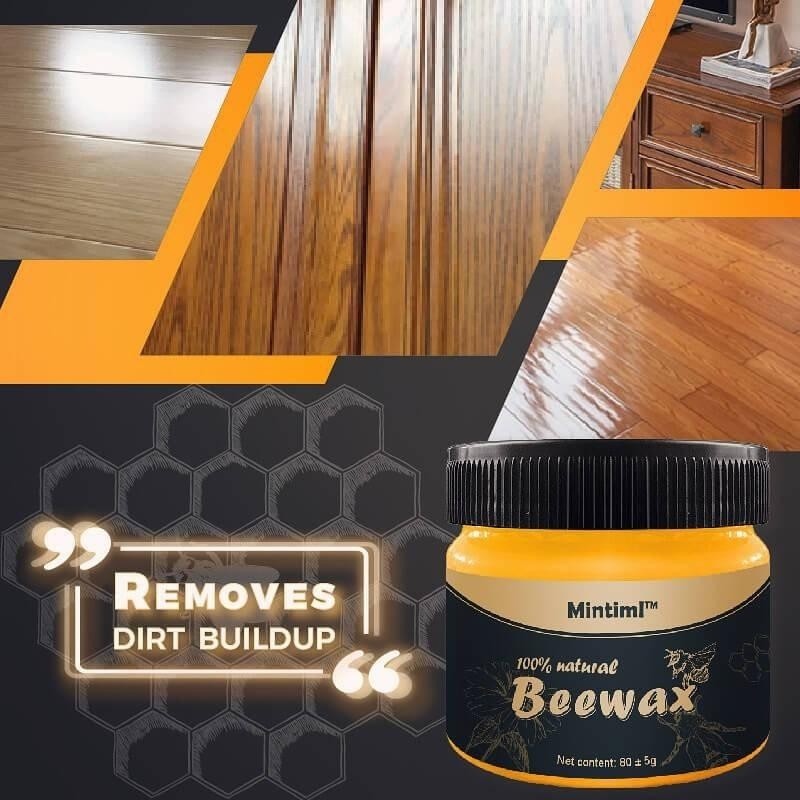 REMOVES
DIRT BUILDUP
Mintiml™
100% natural
Beewax
Net content: 80 ± 5g